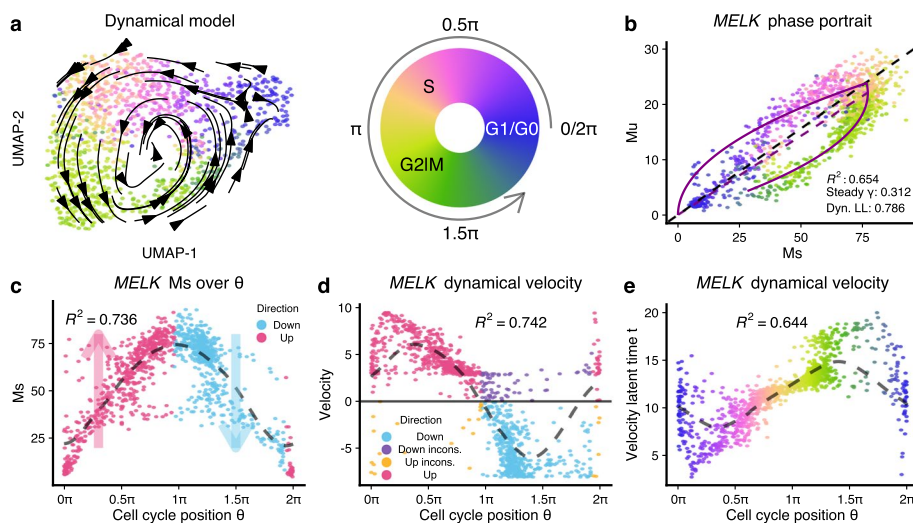 a
Dynamical model
UMAP-2
UMAP-1
0.5π
π
0/2π
1.5π
S
G1/G0
G2IM
b
MELK phase portrait
Mu
30
20
10
0
R² : 0.654
Steady γ: 0.312
Dyn. LL: 0.786
0 25 50 75
Ms
c
MELK Ms over θ
R² = 0.736
Direction
Down
Up
Ms
75
50
25
0π 0.5π 1π 1.5π 2π
Cell cycle position θ
d
MELK dynamical velocity
R² = 0.742
Velocity
10
5
0
-5
Direction
Down
Down incons.
Up incons.
Up
0π 0.5π 1π 1.5π 2π
Cell cycle position θ
e
MELK dynamical velocity
R² = 0.644
Velocity latent time t
20
15
10
5
0π 0.5π 1π 1.5π 2π
Cell cycle position θ